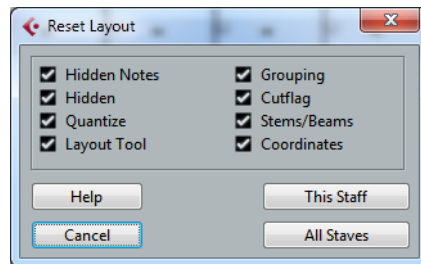 Reset Layout
Hidden Notes
Grouping
Hidden
Cutflag
Quantize
Stems/Beams
Layout Tool
Coordinates
Help
This Staff
Cancel
All Staves